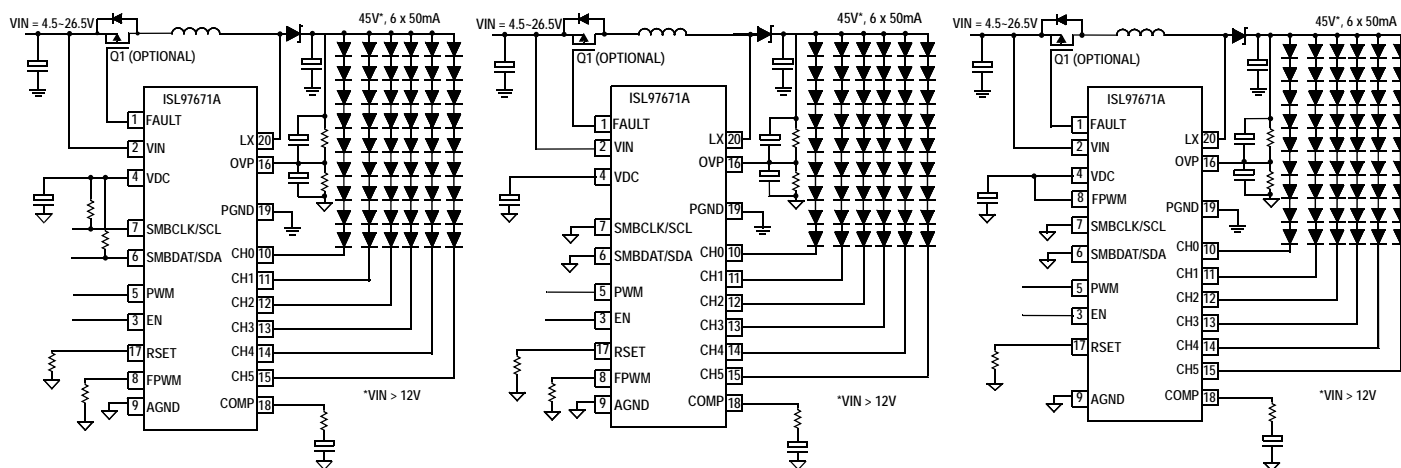 VIN = 4.5~26.5V
45V*, 6 x 50mA
Q1 (OPTIONAL)
ISL97671A
1 FAULT
2 VIN
4 VDC
7 SMBCLK/SCL
6 SMBDAT/SDA
5 PWM
3 EN
17 RSET
8 FPWM
9 AGND
LX 20
OVP 16
PGND 19
CH0 10
CH1 11
CH2 12
CH3 13
CH4 14
CH5 15
COMP 18
*VIN > 12V
VIN = 4.5~26.5V
45V*, 6 x 50mA
Q1 (OPTIONAL)
ISL97671A
1 FAULT
2 VIN
4 VDC
7 SMBCLK/SCL
6 SMBDAT/SDA
5 PWM
3 EN
17 RSET
8 FPWM
9 AGND
LX 20
OVP 16
PGND 19
CH0 10
CH1 11
CH2 12
CH3 13
CH4 14
CH5 15
COMP 18
*VIN > 12V
VIN = 4.5~26.5V
45V*, 6 x 50mA
Q1 (OPTIONAL)
ISL97671A
1 FAULT
2 VIN
4 VDC
8 FPWM
7 SMBCLK/SCL
6 SMBDAT/SDA
5 PWM
3 EN
17 RSET
9 AGND
LX 20
OVP 16
PGND 19
CH0 10
CH1 11
CH2 12
CH3 13
CH4 14
CH5 15
COMP 18
*VIN > 12V